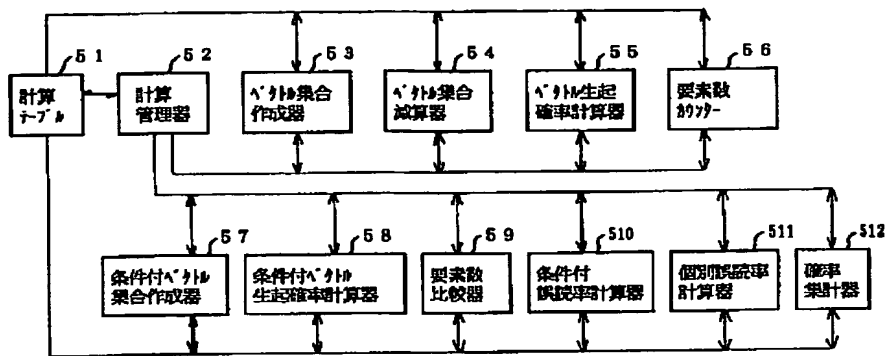 ５１
計算
テーブル
５２
計算
管理器
５３
ベクトル集合
作成器
５４
ベクトル集合
減算器
５５
ベクトル生起
確率計算器
５６
要素数
カウンター
５７
条件付ベクトル
集合作成器
５８
条件付ベクトル
生起確率計算器
５９
要素数
比較器
510
条件付
誤読率計算器
511
個別誤読率
計算器
512
確率
集計器